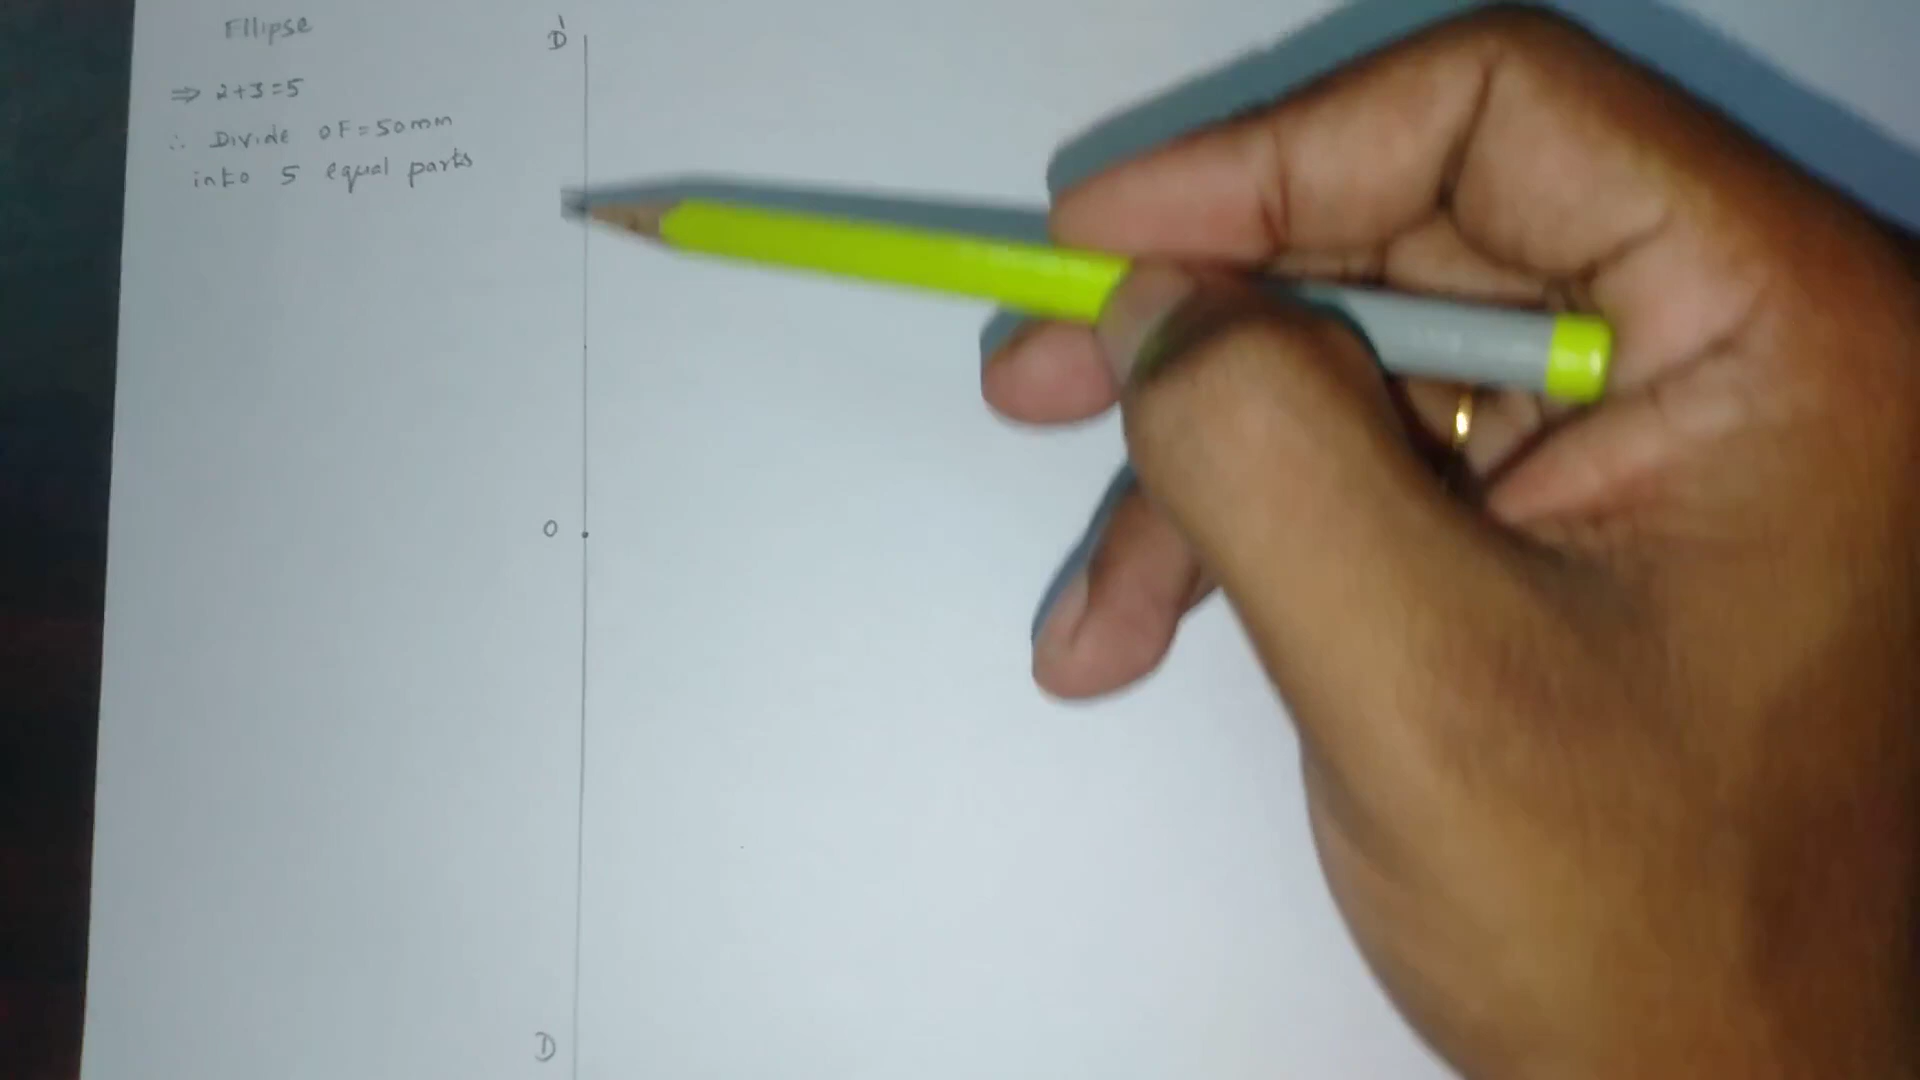 Ellipse
⇒ 2+3=5
∴ Divide OF=50mm
into 5 equal parts
D'
O
D